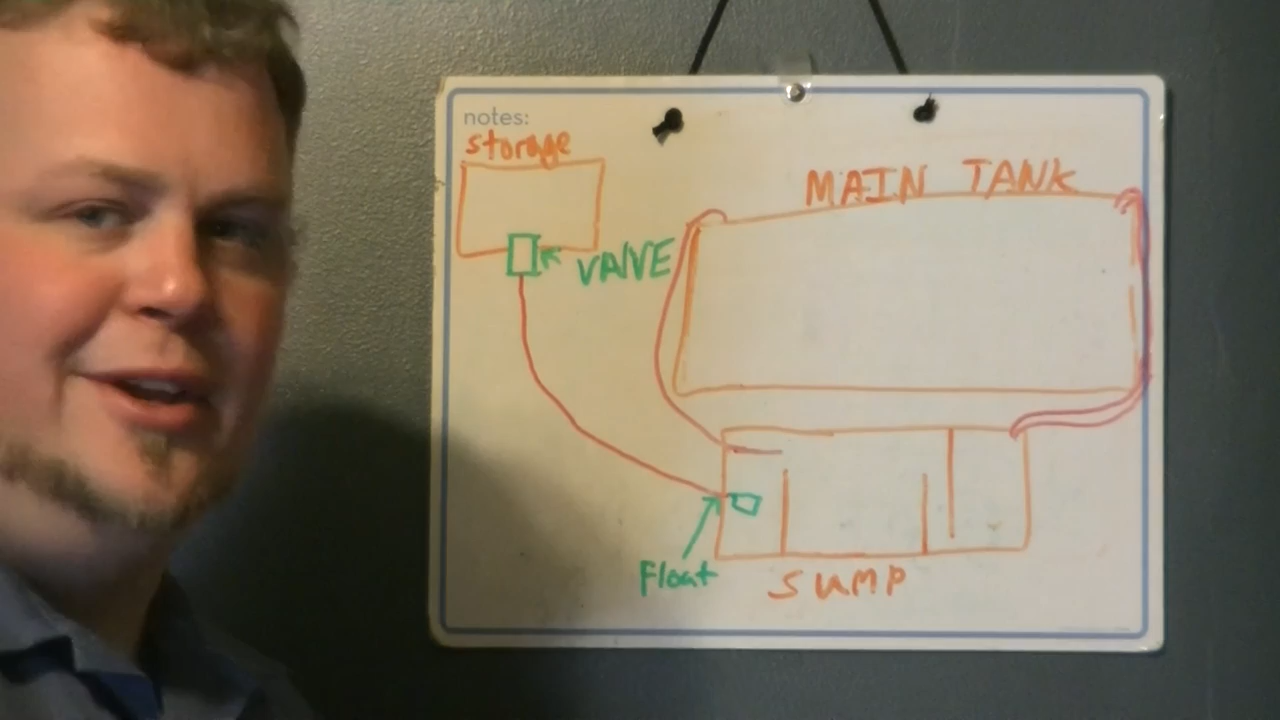 notes:
storage
MAIN TANK
VALVE
Float
SUMP